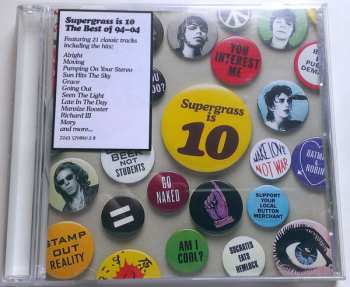 Supergrass is 10
The Best of 94-04
Featuring 21 classic tracks
including the hits:
Alright
Moving
Pumping On Your Stereo
Sun Hits The Sky
Grace
Going Out
Seen The Light
Late In The Day
Mansize Rooster
Richard III
Mary
and more...
YOU
INTEREST
ME
Supergrass
is
10
BEEN
NOT
STUDENTS
GO
NAKED
MAKE LOVE
NOT WAR
BATMAN
ROBIN
=
SUPPORT
YOUR LOCAL
BUTTON
MERCHANT
STAMP
OUT
REALITY
AM I
COOL?
SOCRATES
EATS
HEMLOCK